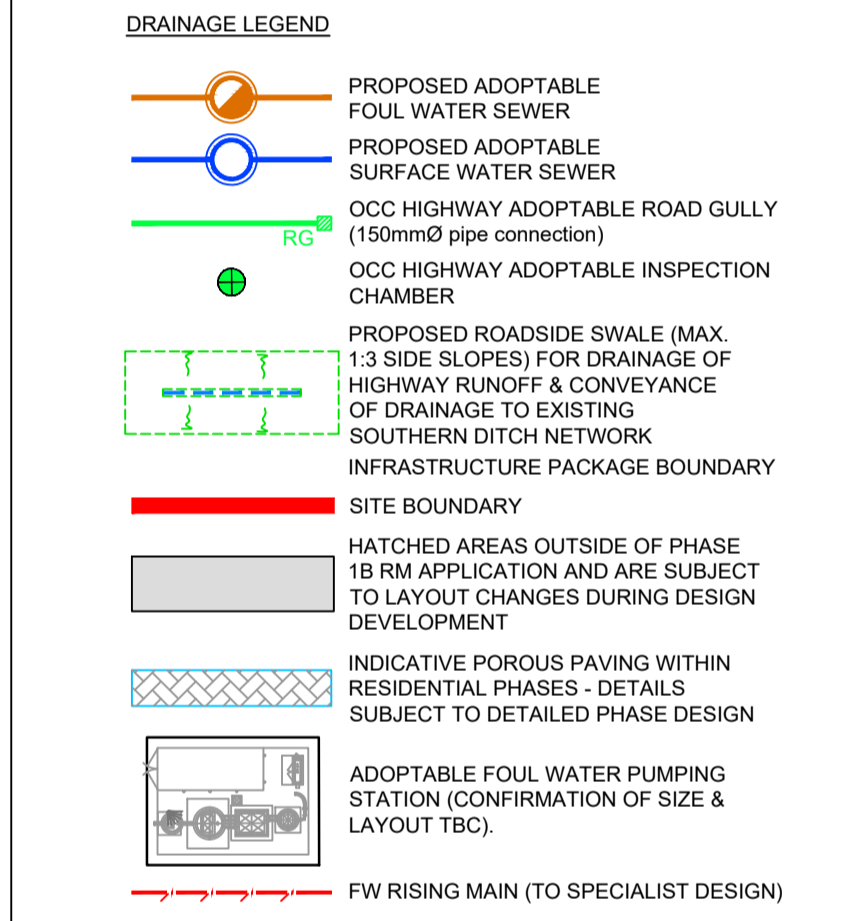 DRAINAGE LEGEND
PROPOSED ADOPTABLE
FOUL WATER SEWER
PROPOSED ADOPTABLE
SURFACE WATER SEWER
OCC HIGHWAY ADOPTABLE ROAD GULLY
RG (150mmØ pipe connection)
OCC HIGHWAY ADOPTABLE INSPECTION
CHAMBER
PROPOSED ROADSIDE SWALE (MAX.
1:3 SIDE SLOPES) FOR DRAINAGE OF
HIGHWAY RUNOFF & CONVEYANCE
OF DRAINAGE TO EXISTING
SOUTHERN DITCH NETWORK
INFRASTRUCTURE PACKAGE BOUNDARY
SITE BOUNDARY
HATCHED AREAS OUTSIDE OF PHASE
1B RM APPLICATION AND ARE SUBJECT
TO LAYOUT CHANGES DURING DESIGN
DEVELOPMENT
INDICATIVE POROUS PAVING WITHIN
RESIDENTIAL PHASES - DETAILS
SUBJECT TO DETAILED PHASE DESIGN
ADOPTABLE FOUL WATER PUMPING
STATION (CONFIRMATION OF SIZE &
LAYOUT TBC).
FW RISING MAIN (TO SPECIALIST DESIGN)